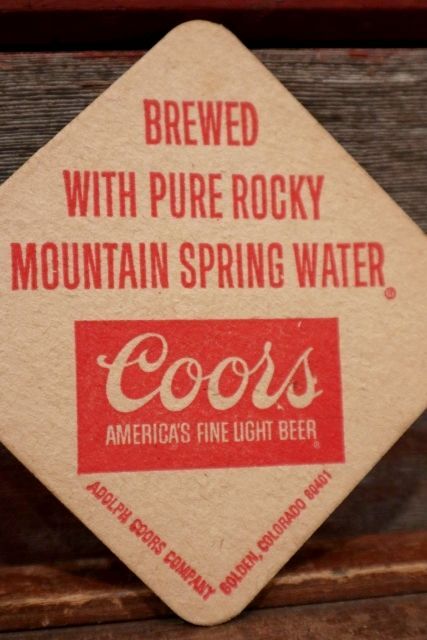 BREWED
WITH PURE ROCKY
MOUNTAIN SPRING WATER®
Coors
AMERICA'S FINE LIGHT BEER®
ADOLPH COORS COMPANY GOLDEN, COLORADO 80401